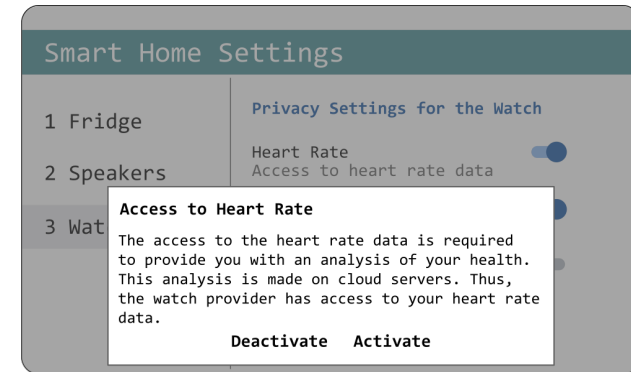 Smart Home Settings
1 Fridge
2 Speakers
3 Wat
Privacy Settings for the Watch
Heart Rate
Access to heart rate data
Access to Heart Rate
The access to the heart rate data is required
to provide you with an analysis of your health.
This analysis is made on cloud servers. Thus,
the watch provider has access to your heart rate
data.
Deactivate Activate